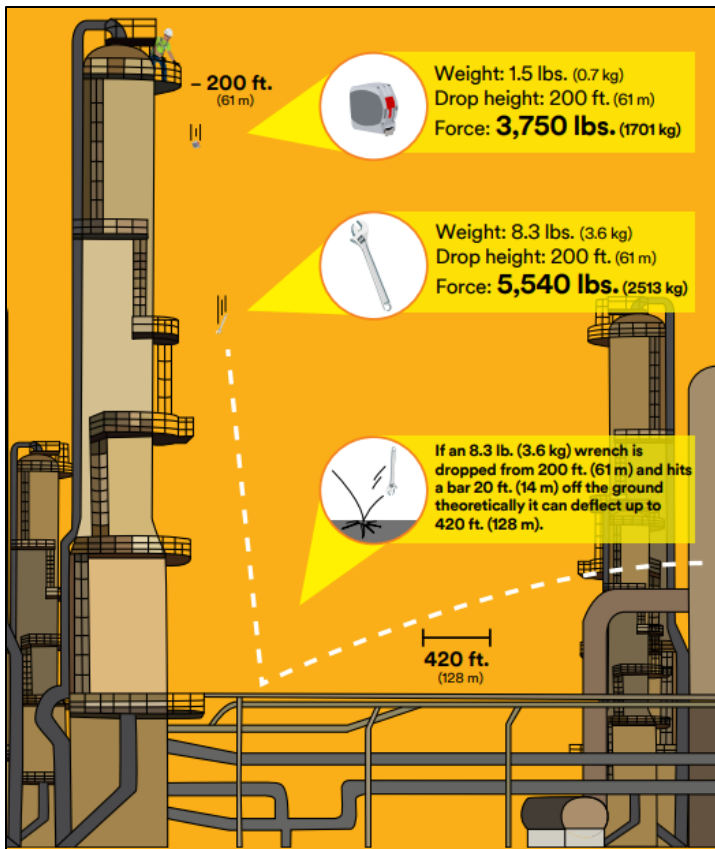 – 200 ft.
(61 m)
Weight: 1.5 lbs. (0.7 kg)
Drop height: 200 ft. (61 m)
Force: 3,750 lbs. (1701 kg)
Weight: 8.3 lbs. (3.6 kg)
Drop height: 200 ft. (61 m)
Force: 5,540 lbs. (2513 kg)
If an 8.3 lb. (3.6 kg) wrench is
dropped from 200 ft. (61 m) and hits
a bar 20 ft. (14 m) off the ground
theoretically it can deflect up to
420 ft. (128 m).
420 ft.
(128 m)